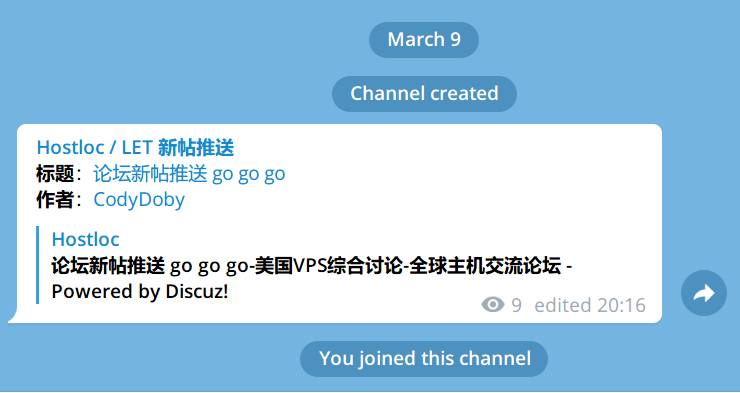 March 9
Channel created
Hostloc / LET 新帖推送
标题：论坛新帖推送 go go go
作者：CodyDoby
Hostloc
论坛新帖推送 go go go-美国VPS综合讨论-全球主机交流论坛 -
Powered by Discuz!
9 edited 20:16
You joined this channel